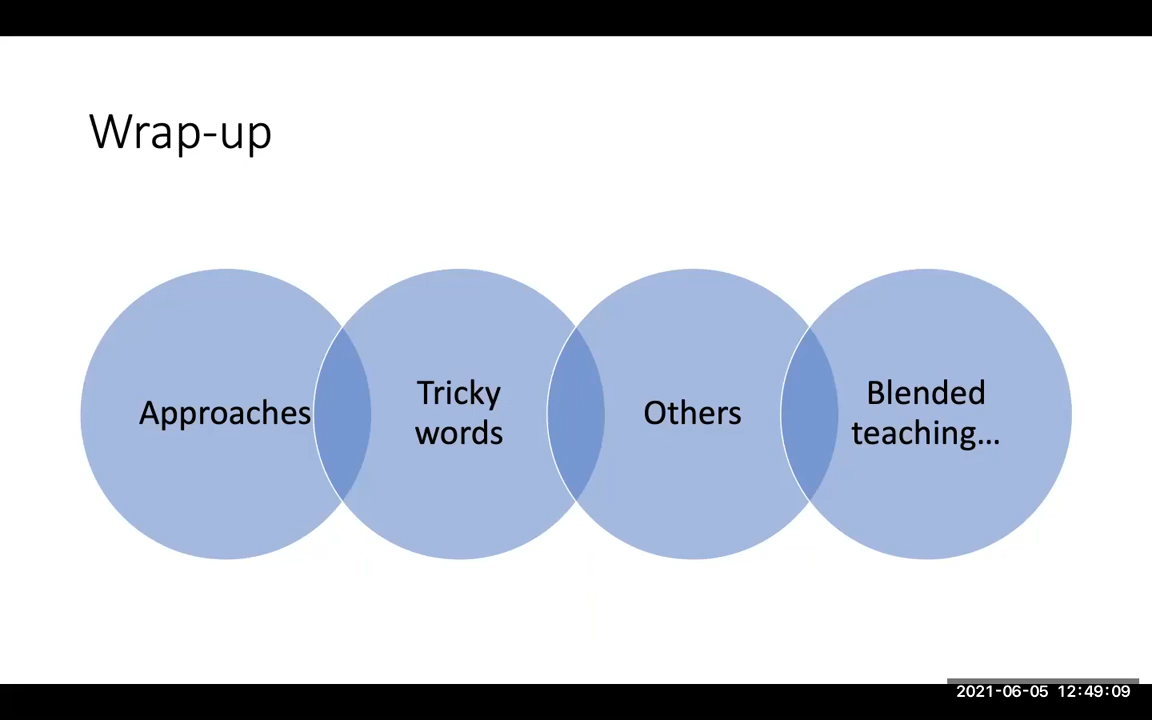 Wrap-up
Approaches
Tricky
words
Others
Blended
teaching...
2021-06-05 12:49:09